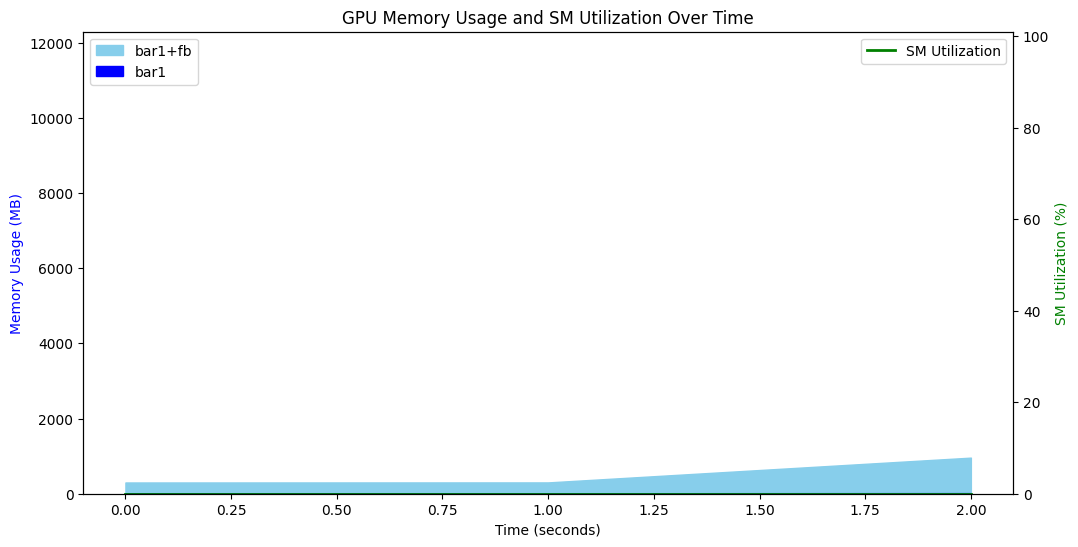 GPU Memory Usage and SM Utilization Over Time
bar1+fb
bar1
SM Utilization
12000
10000
8000
6000
4000
2000
0
Memory Usage (MB)
100
80
60
40
20
0
SM Utilization (%)
0.00 0.25 0.50 0.75 1.00 1.25 1.50 1.75 2.00
Time (seconds)